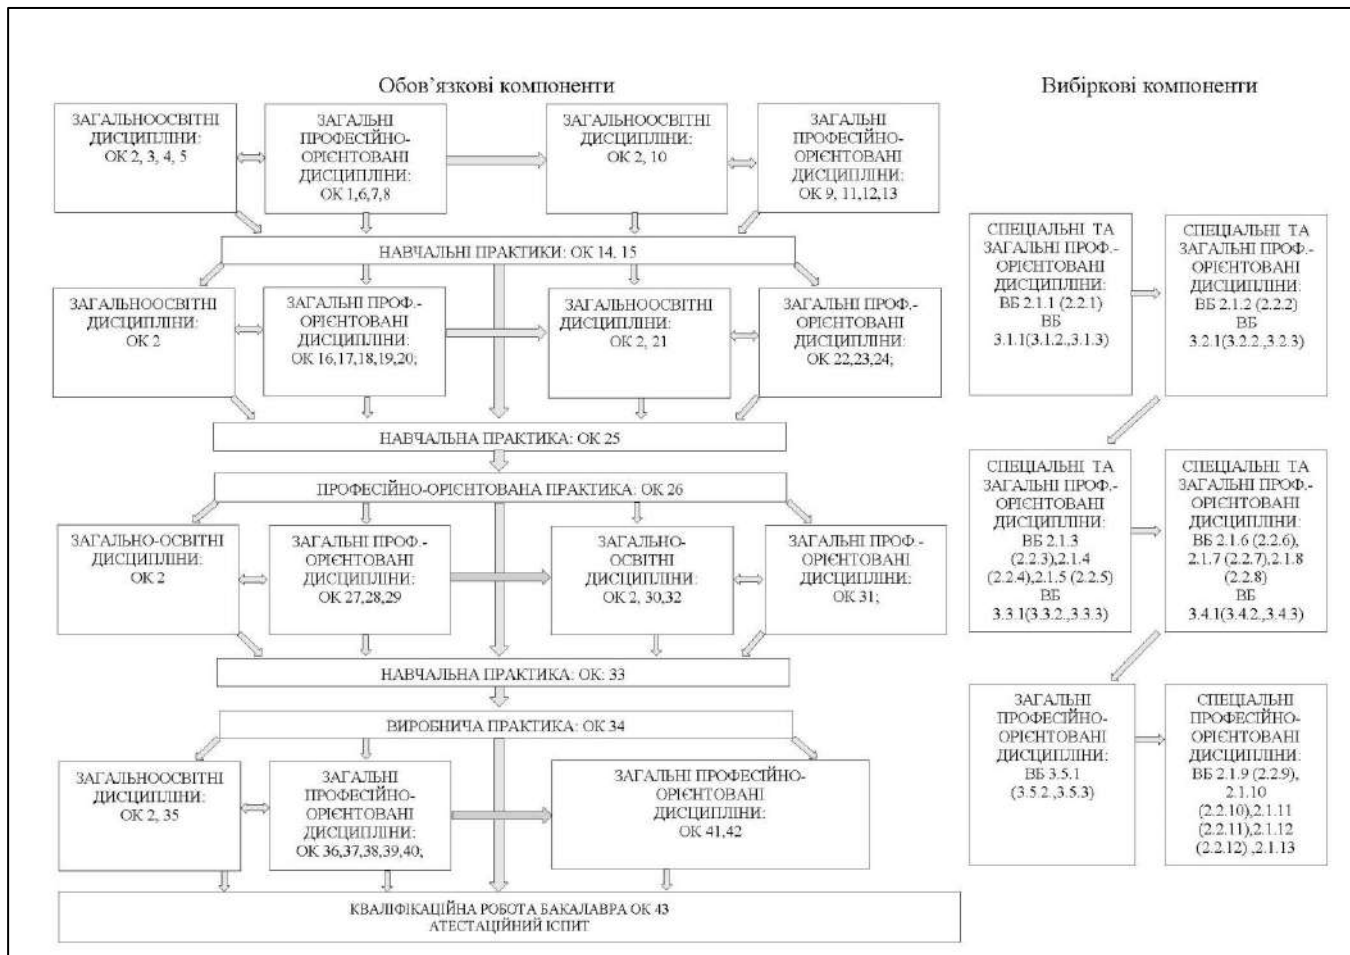 Обов’язкові компоненти
Вибіркові компоненти
ЗАГАЛЬНООСВІТНІ
ДИСЦИПЛІНИ:
ОК 2, 3, 4, 5
ЗАГАЛЬНІ
ПРОФЕСІЙНО-
ОРІЄНТОВАНІ
ДИСЦИПЛІНИ:
ОК 1,6,7,8
ЗАГАЛЬНООСВІТНІ
ДИСЦИПЛІНИ:
ОК 2, 10
ЗАГАЛЬНІ
ПРОФЕСІЙНО-
ОРІЄНТОВАНІ
ДИСЦИПЛІНИ:
ОК 9, 11,12,13
НАВЧАЛЬНІ ПРАКТИКИ: ОК 14, 15
ЗАГАЛЬНООСВІТНІ
ДИСЦИПЛІНИ:
ОК 2
ЗАГАЛЬНІ ПРОФ.-
ОРІЄНТОВАНІ
ДИСЦИПЛІНИ:
ОК 16,17,18,19,20;
ЗАГАЛЬНООСВІТНІ
ДИСЦИПЛІНИ:
ОК 2, 21
ЗАГАЛЬНІ ПРОФ.-
ОРІЄНТОВАНІ
ДИСЦИПЛІНИ:
ОК 22,23,24;
НАВЧАЛЬНА ПРАКТИКА: ОК 25
ПРОФЕСІЙНО-ОРІЄНТОВАНА ПРАКТИКА: ОК 26
ЗАГАЛЬНО-ОСВІТНІ
ДИСЦИПЛІНИ:
ОК 2
ЗАГАЛЬНІ ПРОФ.-
ОРІЄНТОВАНІ
ДИСЦИПЛІНИ:
ОК 27,28,29
ЗАГАЛЬНО-
ОСВІТНІ
ДИСЦИПЛІНИ:
ОК 2, 30,32
ЗАГАЛЬНІ ПРОФ.-
ОРІЄНТОВАНІ
ДИСЦИПЛІНИ:
ОК 31;
НАВЧАЛЬНА ПРАКТИКА: ОК: 33
ВИРОБНИЧА ПРАКТИКА: ОК 34
ЗАГАЛЬНООСВІТНІ
ДИСЦИПЛІНИ:
ОК 2, 35
ЗАГАЛЬНІ
ПРОФЕСІЙНО-
ОРІЄНТОВАНІ
ДИСЦИПЛІНИ:
ОК 36,37,38,39,40;
ЗАГАЛЬНІ ПРОФЕСІЙНО-
ОРІЄНТОВАНІ
ДИСЦИПЛІНИ:
ОК 41,42
КВАЛІФІКАЦІЙНА РОБОТА БАКАЛАВРА ОК 43
АТЕСТАЦІЙНИЙ ІСПИТ
СПЕЦІАЛЬНІ ТА
ЗАГАЛЬНІ ПРОФ.-
ОРІЄНТОВАНІ
ДИСЦИПЛІНИ:
ВБ 2.1.1 (2.2.1)
ВБ
3.1.1(3.1.2.,3.1.3)
СПЕЦІАЛЬНІ ТА
ЗАГАЛЬНІ ПРОФ.-
ОРІЄНТОВАНІ
ДИСЦИПЛІНИ:
ВБ 2.1.2 (2.2.2)
ВБ
3.2.1(3.2.2.,3.2.3)
СПЕЦІАЛЬНІ ТА
ЗАГАЛЬНІ ПРОФ.-
ОРІЄНТОВАНІ
ДИСЦИПЛІНИ:
ВБ 2.1.3
(2.2.3),2.1.4
(2.2.4),2.1.5 (2.2.5)
ВБ
3.3.1(3.3.2.,3.3.3)
СПЕЦІАЛЬНІ ТА
ЗАГАЛЬНІ ПРОФ.-
ОРІЄНТОВАНІ
ДИСЦИПЛІНИ:
ВБ 2.1.6 (2.2.6),
2.1.7 (2.2.7),2.1.8
(2.2.8)
ВБ
3.4.1(3.4.2.,3.4.3)
ЗАГАЛЬНІ
ПРОФЕСІЙНО-
ОРІЄНТОВАНІ
ДИСЦИПЛІНИ:
ВБ 3.5.1
(3.5.2.,3.5.3)
СПЕЦІАЛЬНІ
ПРОФЕСІЙНО-
ОРІЄНТОВАНІ
ДИСЦИПЛІНИ:
ВБ 2.1.9 (2.2.9),
2.1.10
(2.2.10),2.1.11
(2.2.11),2.1.12
(2.2.12) ,2.1.13